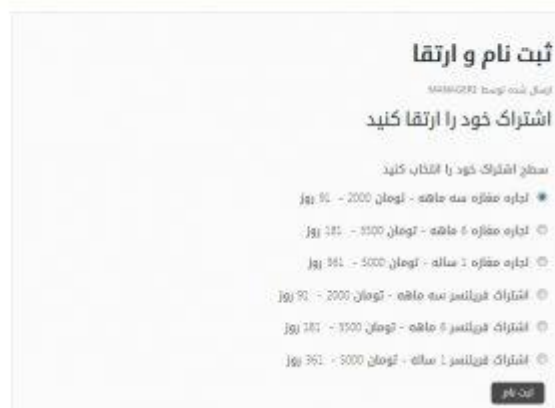 ثبت نام و ارتقا
ارسال شده توسط MANAGER2
اشتراک خود را ارتقا کنید
سطح اشتراک خود را انتخاب کنید
اجاره مغازه سه ماهه - تومان 2000 - 91 روز
اجاره مغازه 6 ماهه - تومان 3500 - 181 روز
اجاره مغازه 1 ساله - تومان 5000 - 361 روز
اشتراک فریلنسر سه ماهه - تومان 2000 - 91 روز
اشتراک فریلنسر 6 ماهه - تومان 3500 - 181 روز
اشتراک فریلنسر 1 ساله - تومان 5000 - 361 روز
ثبت نام